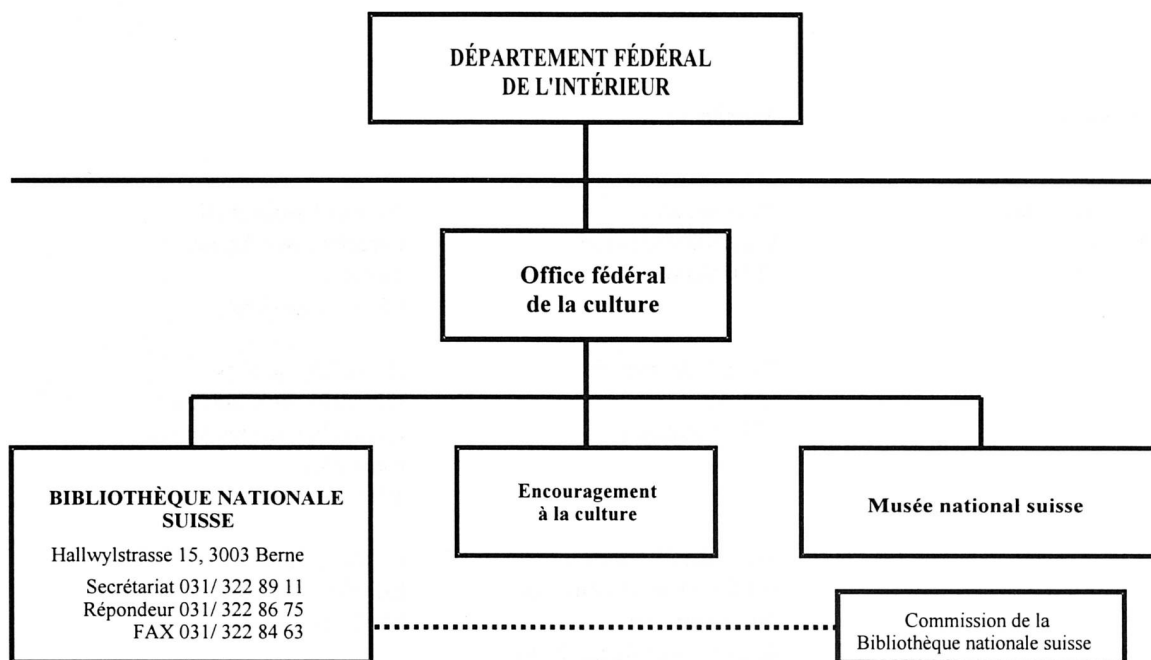 DÉPARTEMENT FÉDÉRAL
DE L'INTÉRIEUR
Office fédéral
de la culture
BIBLIOTHÈQUE NATIONALE
SUISSE
Hallwylstrasse 15, 3003 Berne
Secrétariat 031/ 322 89 11
Répondeur 031/ 322 86 75
FAX 031/ 322 84 63
Encouragement
à la culture
Musée national suisse
Commission de la
Bibliothèque nationale suisse